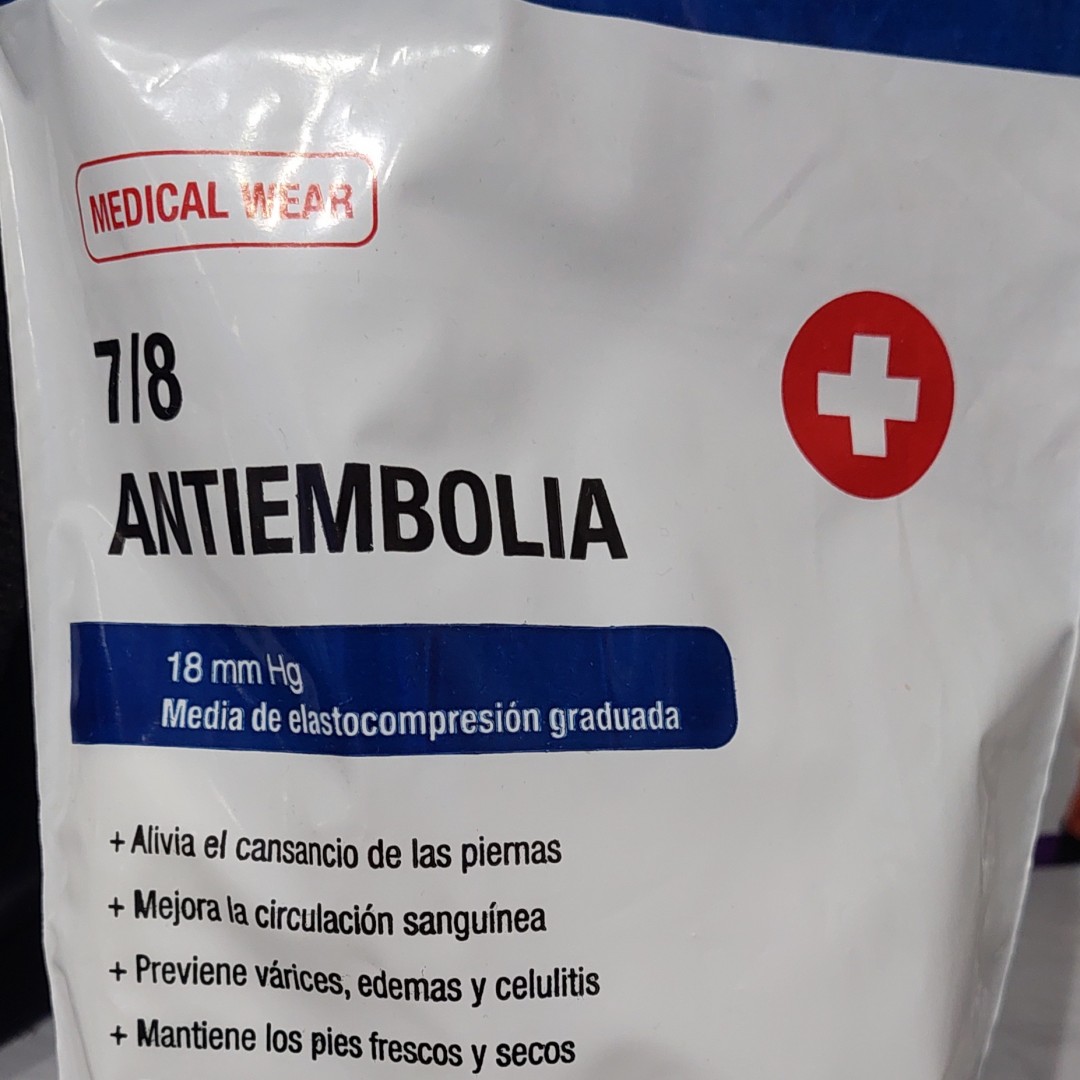 MEDICAL WEAR
7/8
ANTIEMBOLIA
18 mm Hg
Media de elastocompresión graduada
+ Alivia el cansancio de las piernas
+ Mejora la circulación sanguínea
+ Previene várices, edemas y celulitis
+ Mantiene los pies frescos y secos